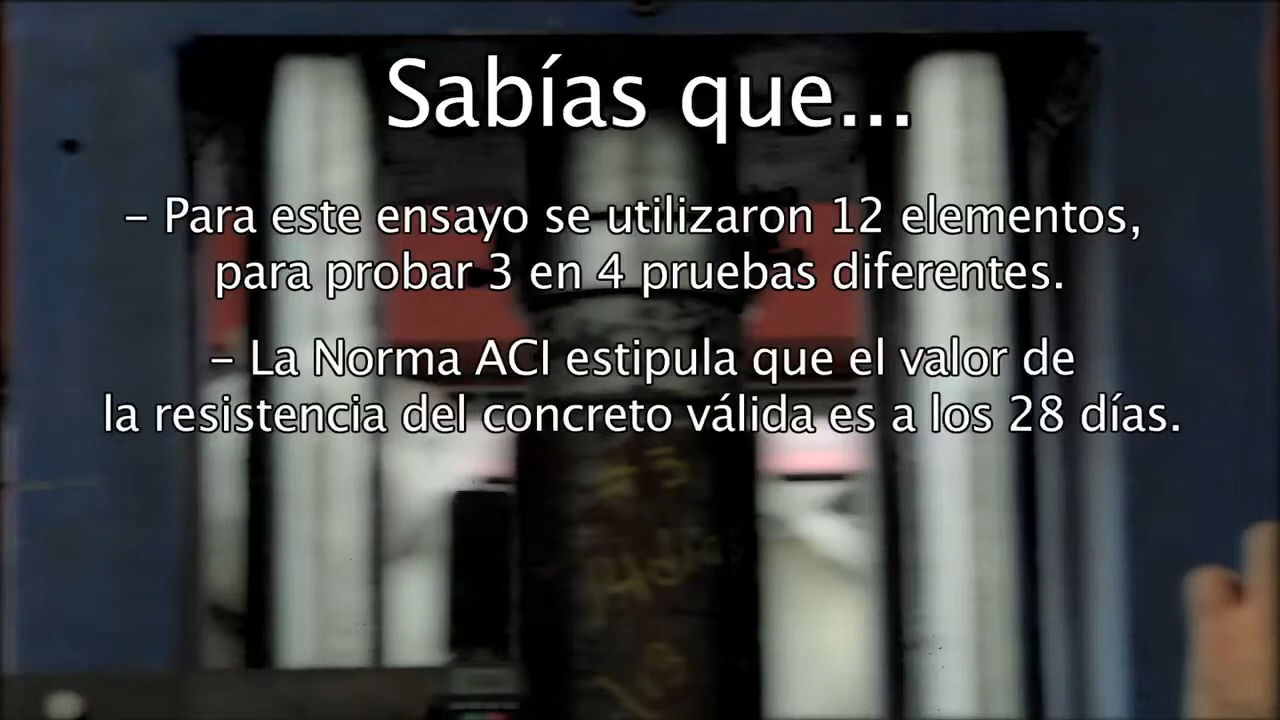 Sabías que...
– Para este ensayo se utilizaron 12 elementos,
para probar 3 en 4 pruebas diferentes.
– La Norma ACI estipula que el valor de
la resistencia del concreto válida es a los 28 días.